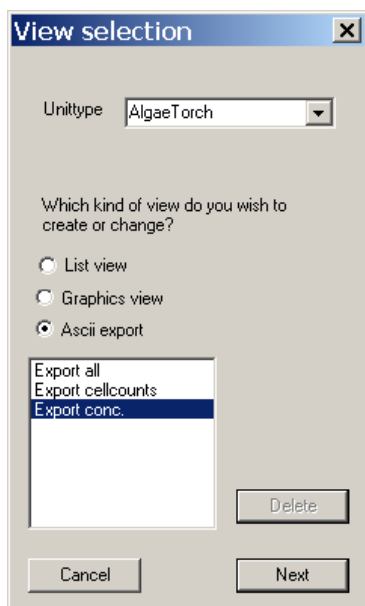 View selection
Unittype AlgaeTorch
Which kind of view do you wish to
create or change?
List view
Graphics view
Ascii export
Export all
Export cellcounts
Export conc.
Delete
Cancel Next